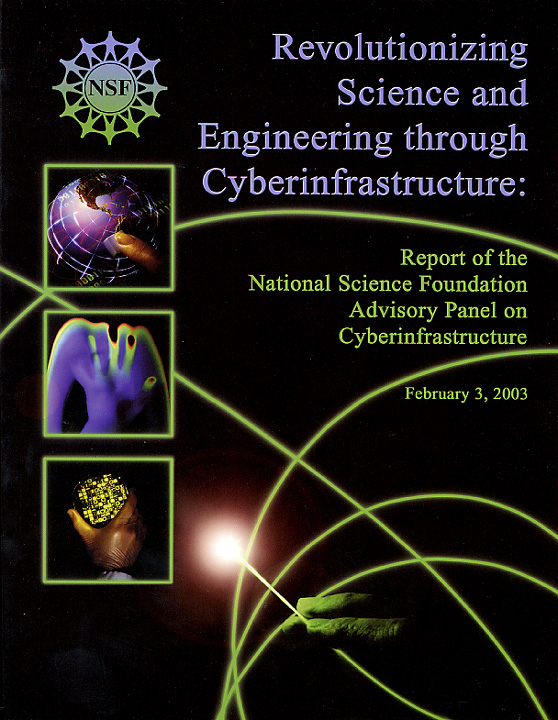 NSF
Revolutionizing
Science and
Engineering through
Cyberinfrastructure:
Report of the
National Science Foundation
Advisory Panel on
Cyberinfrastructure
February 3, 2003